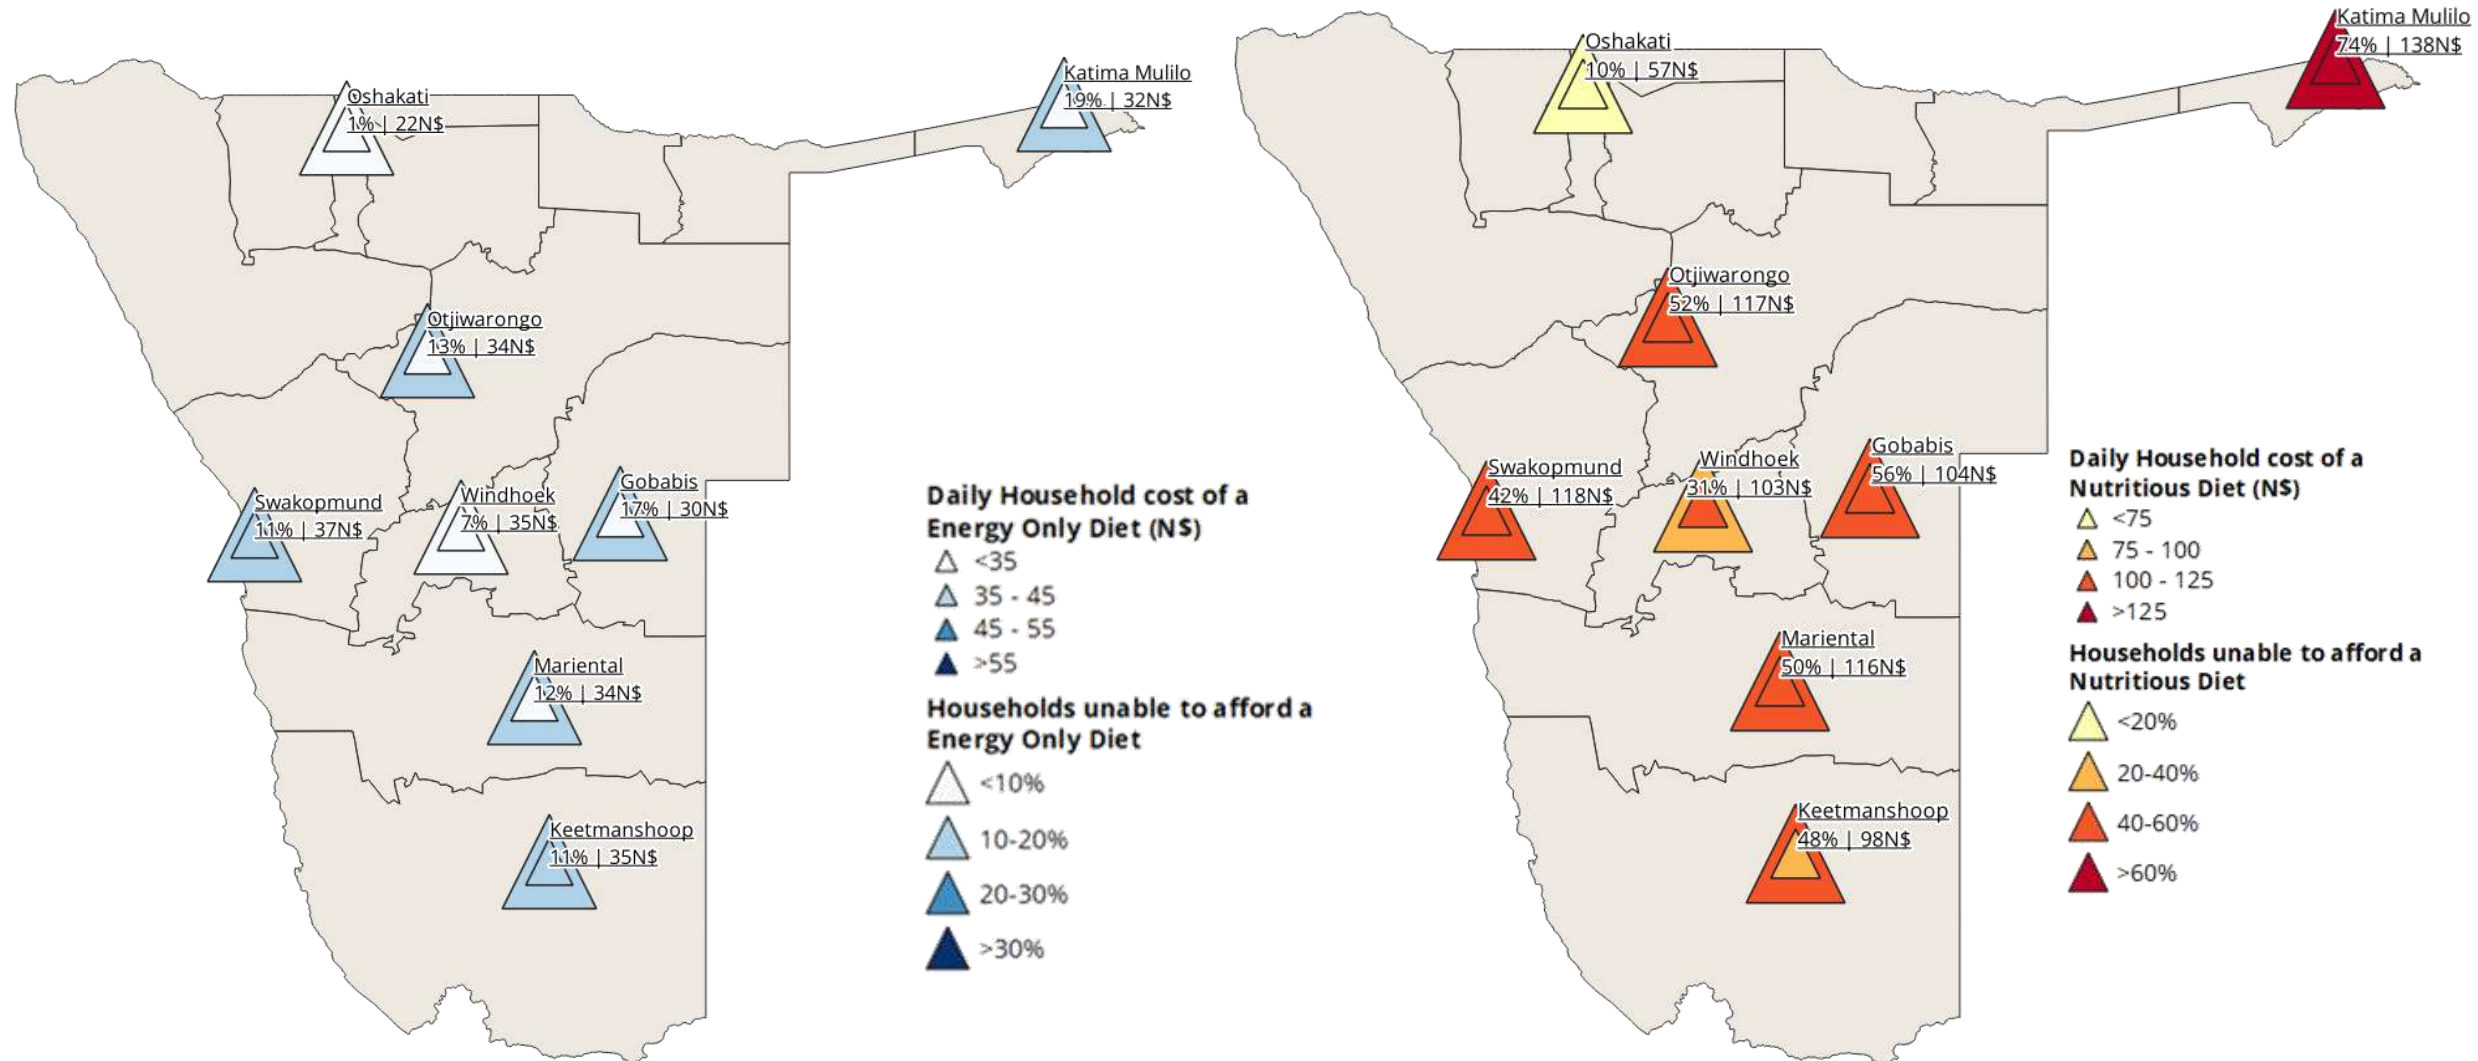 Oshakati
1% | 22N$
Katima Mulilo
19% | 32N$
Otjiwarongo
13% | 34N$
Swakopmund
11% | 37N$
Windhoek
7% | 35N$
Gobabis
17% | 30N$
Mariental
12% | 34N$
Keetmanshoop
11% | 35N$
Daily Household cost of a
Energy Only Diet (N$)
<35
35 - 45
45 - 55
>55
Households unable to afford a
Energy Only Diet
<10%
10-20%
20-30%
>30%
Oshakati
10% | 57N$
Katima Mulilo
74% | 138N$
Otjiwarongo
52% | 117N$
Swakopmund
42% | 118N$
Windhoek
31% | 103N$
Gobabis
56% | 104N$
Mariental
50% | 116N$
Keetmanshoop
48% | 98N$
Daily Household cost of a
Nutritious Diet (N$)
<75
75 - 100
100 - 125
>125
Households unable to afford a
Nutritious Diet
<20%
20-40%
40-60%
>60%